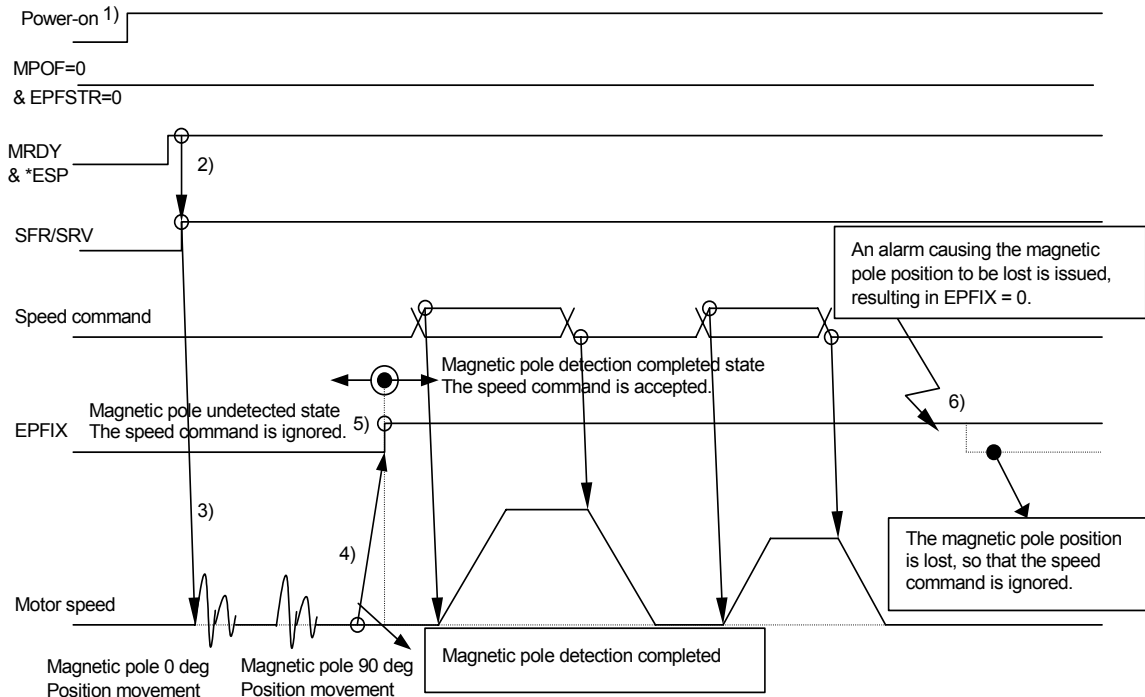 Power-on 1)
MPOF=0
& EPFSTR=0
MRDY
& *ESP
2)
SFR/SRV
An alarm causing the magnetic
pole position to be lost is issued,
resulting in EPFIX = 0.
Speed command
Magnetic pole detection completed state
The speed command is accepted.
Magnetic pole undetected state
The speed command is ignored.
5)
6)
EPFIX
3)
4)
The magnetic pole position
is lost, so that the speed
command is ignored.
Motor speed
Magnetic pole detection completed
Magnetic pole 0 deg
Position movement
Magnetic pole 90 deg
Position movement